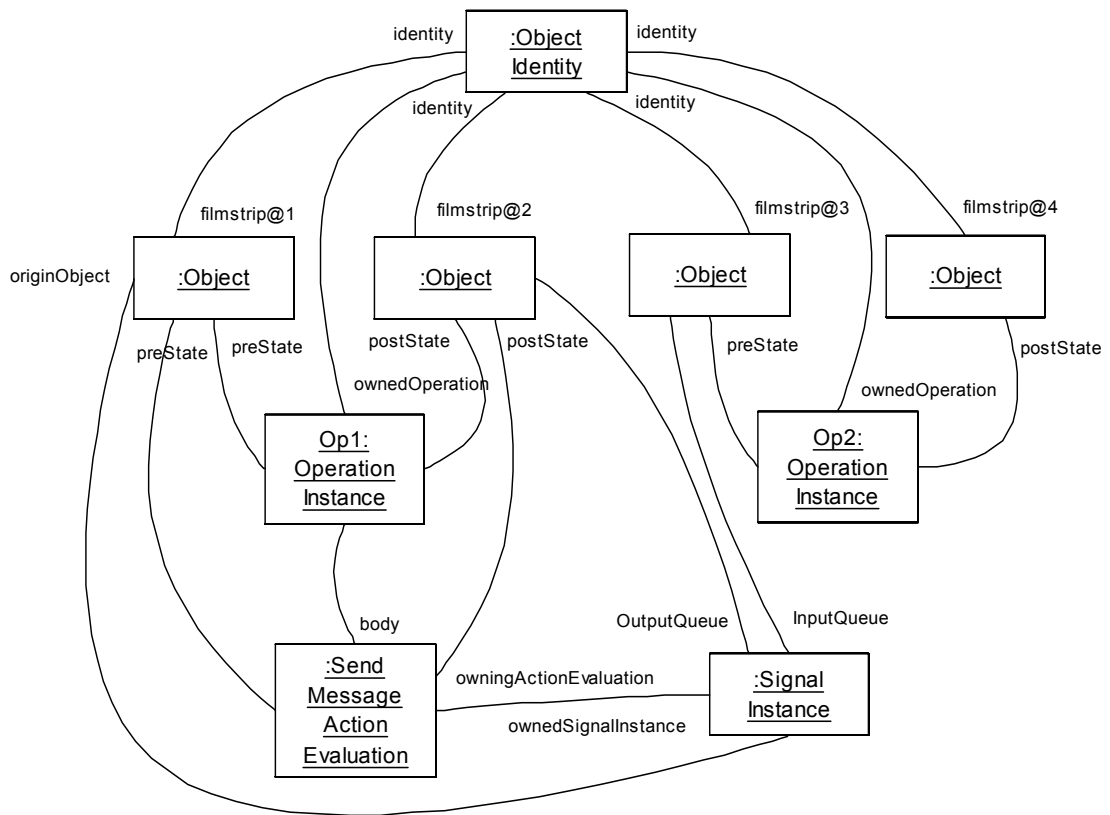 identity
identity
:Object
Identity
identity
identity
filmstrip@1
filmstrip@2
filmstrip@3
filmstrip@4
originObject
:Object
:Object
:Object
:Object
preState
preState
postState
postState
preState
postState
ownedOperation
ownedOperation
Op1:
Operation
Instance
Op2:
Operation
Instance
body
OutputQueue
InputQueue
:Send
Message
Action
Evaluation
owningActionEvaluation
ownedSignalInstance
:Signal
Instance